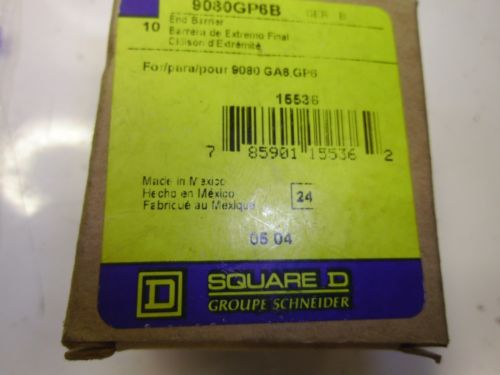 9080GP6B SER B
10 End Barrier
Barrera de Extremo Final
Cloison d'Extrémité
For/para/pour 9080 GA6,GP6
15536
7 85901 15536 2
Made in Mexico
Hecho en México
Fabriqué au Mexique
24
05 04
D
SQUARE D
GROUPE SCHNEIDER